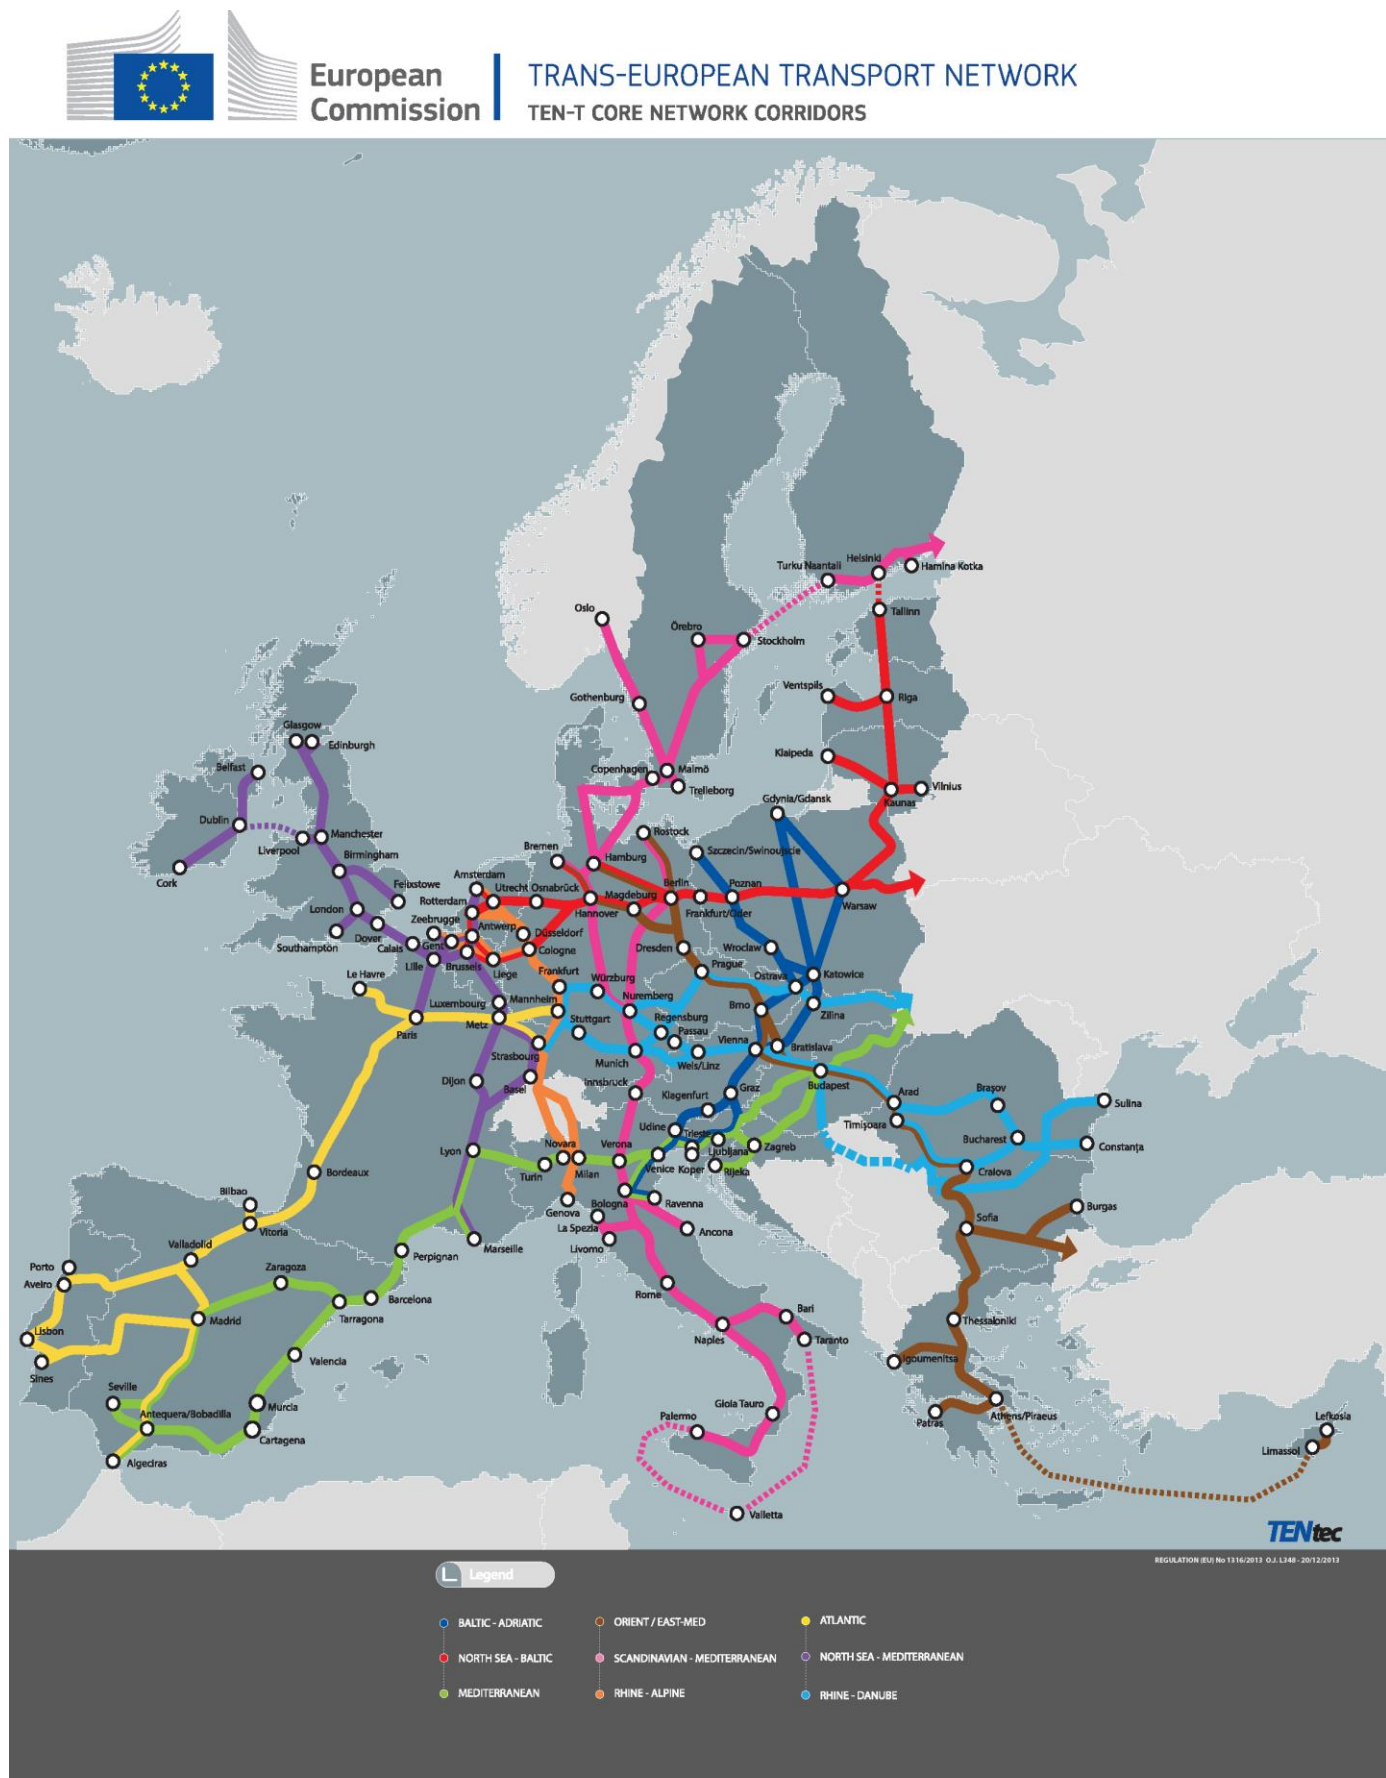 European
Commission
TRANS-EUROPEAN TRANSPORT NETWORK
TEN-T CORE NETWORK CORRIDORS
Helsinki
Turku Naantali
Hamina Kotka
Oslo
Tallinn
Örebro
Stockholm
Ventspils
Gothenburg
Riga
Glasgow
Edinburgh
Klaipeda
Belfast
Copenhagen
Malmö
Trelleborg
Vilnius
Gdynia/Gdansk
Kaunas
Dublin
Manchester
Rostock
Liverpool
Bremen
Szczecin/Swinoujscie
Birmingham
Hamburg
Cork
Amsterdam
Felixstowe
Utrecht
Osnabrück
Berlin
Poznan
Rotterdam
Magdeburg
London
Hannover
Frankfurt/Oder
Warsaw
Zeebrugge
Antwerp
Düsseldorf
Southampton
Dover
Calais
Gent
Cologne
Dresden
Wroclaw
Lille
Brussels
Liege
Prague
Le Havre
Frankfurt
Würzburg
Ostrava
Katowice
Luxembourg
Mannheim
Nuremberg
Brno
Zilina
Paris
Metz
Stuttgart
Regensburg
Passau
Strasbourg
Munich
Wels/Linz
Vienna
Bratislava
Dijon
Basel
Innsbruck
Budapest
Klagenfurt
Graz
Arad
Braşov
Sulina
Timişoara
Udine
Trieste
Lyon
Novara
Verona
Ljubljana
Zagreb
Bucharest
Constanţa
Turin
Milan
Venice
Koper
Rijeka
Craiova
Bordeaux
Bilbao
Genova
Bologna
Ravenna
Vitoria
La Spezia
Ancona
Sofia
Burgas
Valladolid
Marseille
Livorno
Perpignan
Porto
Zaragoza
Aveiro
Rome
Barcelona
Tarragona
Bari
Madrid
Naples
Thessaloniki
Lisbon
Taranto
Valencia
Igoumenitsa
Sines
Seville
Murcia
Gioia Tauro
Antequera/Bobadilla
Palermo
Patras
Athens/Piraeus
Lefkosia
Cartagena
Limassol
Algeciras
Valletta
TENtec
REGULATION (EU) No 1316/2013 O.J. L348 - 20/12/2013
Legend
BALTIC - ADRIATIC
ORIENT / EAST-MED
ATLANTIC
NORTH SEA - BALTIC
SCANDINAVIAN - MEDITERRANEAN
NORTH SEA - MEDITERRANEAN
MEDITERRANEAN
RHINE - ALPINE
RHINE - DANUBE